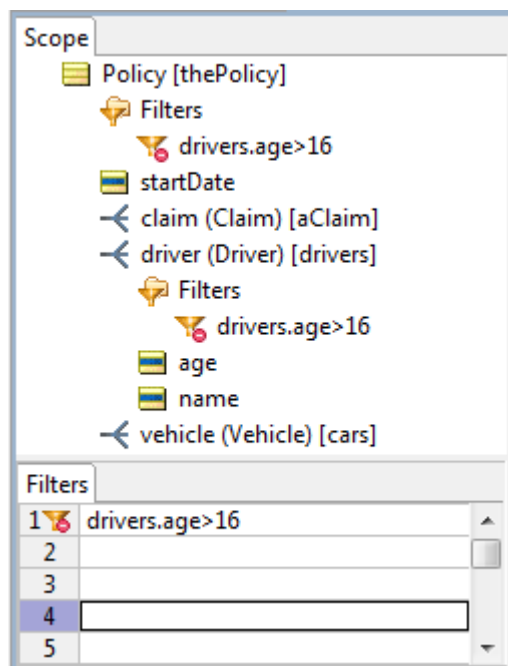 Scope
Policy [thePolicy]
Filters
drivers.age>16
startDate
claim (Claim) [aClaim]
driver (Driver) [drivers]
Filters
drivers.age>16
age
name
vehicle (Vehicle) [cars]
Filters
1 drivers.age>16
2
3
4
5